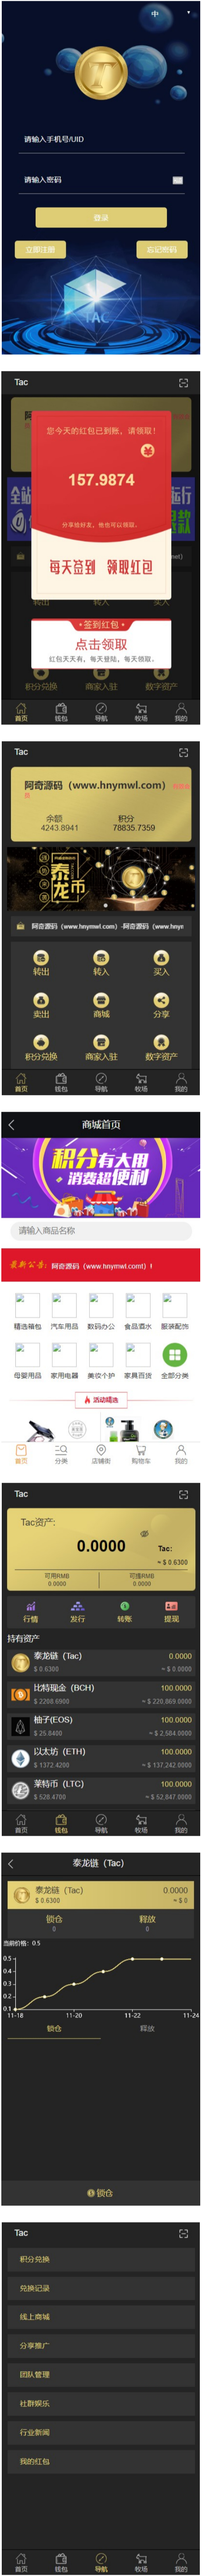 中
请输入手机号/UID
请输入密码
登录
立即注册
忘记密码
TAC
Tac
您今天的红包已到账，请领取！
157.9874
分享给好友，他也可以领哦。
每天签到 领取红包
•签到红包•
点击领取
红包天天有，每天登陆，每天领取。
转出 转入 买入
积分兑换 商家入驻 数字资产
首页 钱包 导航 牧场 我的
Tac
阿奇源码（www.hnymwl.com）
余额 积分
4243.8941 78835.7359
泰龙币
阿奇源码（www.hnymwl.com）-阿奇源码（www.hnyn
转出 转入 买入
卖出 商城 分享
积分兑换 商家入驻 数字资产
首页 钱包 导航 牧场 我的
商城首页
积分有大用
消费超便利
请输入商品名称
最新公告： 阿奇源码（www.hnymwl.com）！
精选箱包 汽车用品 数码办公 食品酒水 服装配饰
母婴用品 家用电器 美妆个护 家具百货 全部分类
活动精选
首页 分类 店铺街 购物车 我的
Tac
Tac资产:
0.0000
Tac:
≈ $ 0.6300
可用RMB 可提RMB
0.0000 0.0000
行情 发行 转账 提现
持有资产
泰龙链（Tac） 0.0000
$ 0.6300 ≈ $ 0.0000
比特现金（BCH） 100.0000
$ 2208.6900 ≈ $ 220,869.0000
柚子(EOS) 100.0000
$ 25.8400 ≈ $ 2,584.0000
以太坊（ETH） 100.0000
$ 1372.4200 ≈ $ 137,242.0000
莱特币（LTC） 100.0000
$ 528.4700 ≈ $ 52,847.0000
首页 钱包 导航 牧场 我的
泰龙链（Tac）
泰龙链（Tac） 0.0000
$ 0.6300 ≈ $ 0
锁仓 释放
0 0
当前价格：0.5
0.5
0.4
0.3
0.2
0.1
11-18 11-20 11-22 11-24
锁仓 释放
锁仓
Tac
积分兑换
兑换记录
线上商城
分享推广
团队管理
社群娱乐
行业新闻
我的红包
首页 钱包 导航 牧场 我的